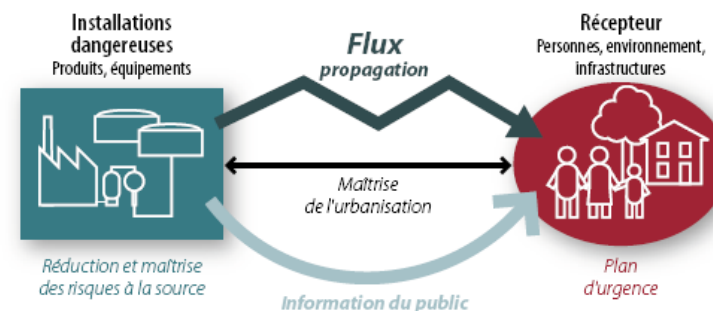 Installations
dangereuses
Produits, équipements
Flux
propagation
Récepteur
Personnes, environnement,
infrastructures
Maîtrise
de l'urbanisation
Réduction et maîtrise
des risques à la source
Information du public
Plan
d'urgence